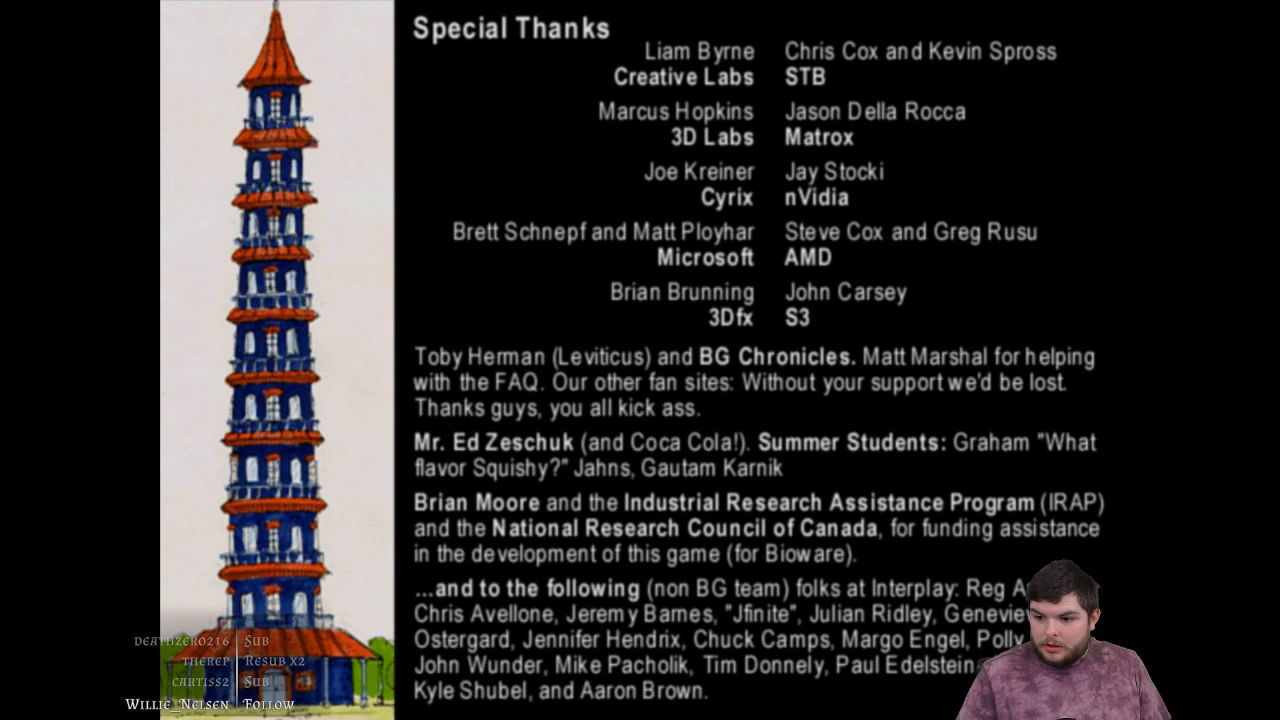 Special Thanks
Liam Byrne Chris Cox and Kevin Spross
Creative Labs STB
Marcus Hopkins Jason Della Rocca
3D Labs Matrox
Joe Kreiner Jay Stocki
Cyrix nVidia
Brett Schnepf and Matt Ployhar Steve Cox and Greg Rusu
Microsoft AMD
Brian Brunning John Carsey
3Dfx S3
Toby Herman (Leviticus) and BG Chronicles. Matt Marshal for helping
with the FAQ. Our other fan sites: Without your support we'd be lost.
Thanks guys, you all kick ass.
Mr. Ed Zeschuk (and Coca Cola!). Summer Students: Graham "What
flavor Squishy?" Jahns, Gautam Karnik
Brian Moore and the Industrial Research Assistance Program (IRAP)
and the National Research Council of Canada, for funding assistance
in the development of this game (for Bioware).
...and to the following (non BG team) folks at Interplay: Reg
Chris Avellone, Jeremy Barnes, "Jfinite", Julian Ridley,
Ostergard, Jennifer Hendrix, Chuck Camps, Margo Engel, Polly
John Wunder, Mike Pacholik, Tim Donnely, Paul Edelstein
Kyle Shubel, and Aaron Brown.
deathzero216 Sub
therep Resub x2
cartiss2 Sub
Willie_Nelsen Follow